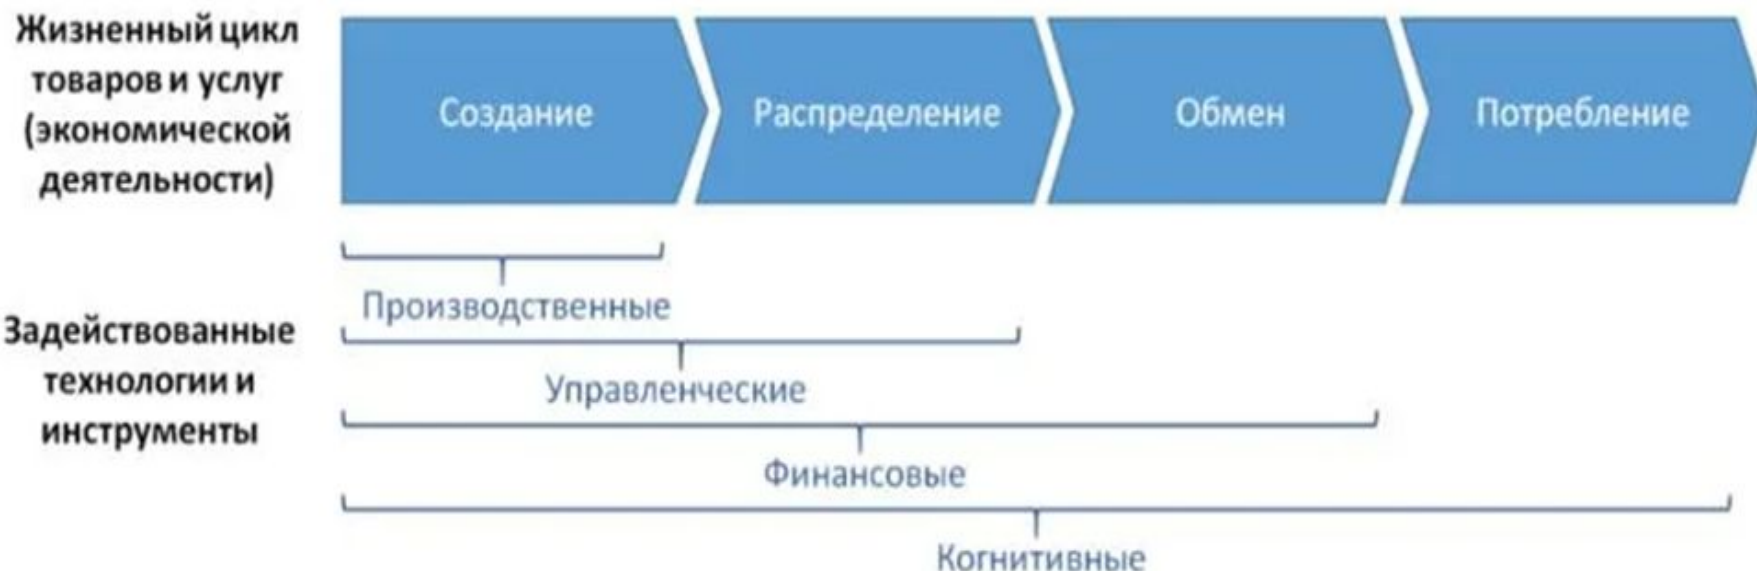 Жизненный цикл
товаров и услуг
(экономической
деятельности)
Создание
Распределение
Обмен
Потребление
Задействованные
технологии и
инструменты
Производственные
Управленческие
Финансовые
Когнитивные